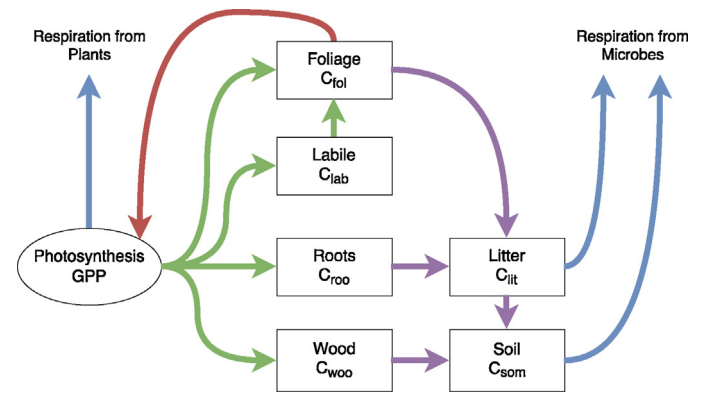 Respiration from
Plants
Respiration from
Microbes
Foliage
Cfol
Labile
Clab
Photosynthesis
GPP
Roots
Croo
Litter
Clit
Wood
Cwoo
Soil
Csom